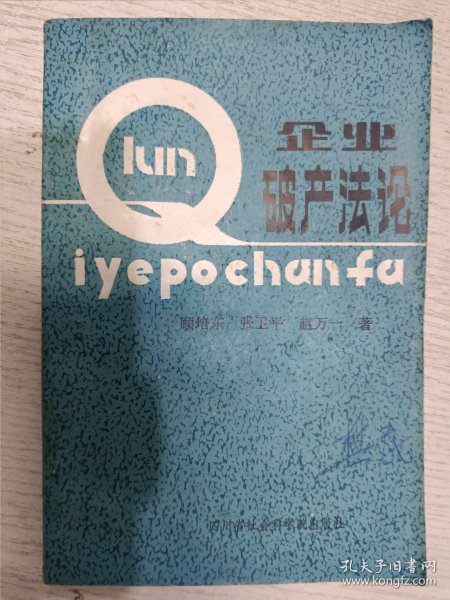 lun
Q
企业
破产法论
iyepochanfa
顾培东 张卫平 赵万一 著
四川省社会科学院出版社
孔夫子旧书网
www.kongfz.com